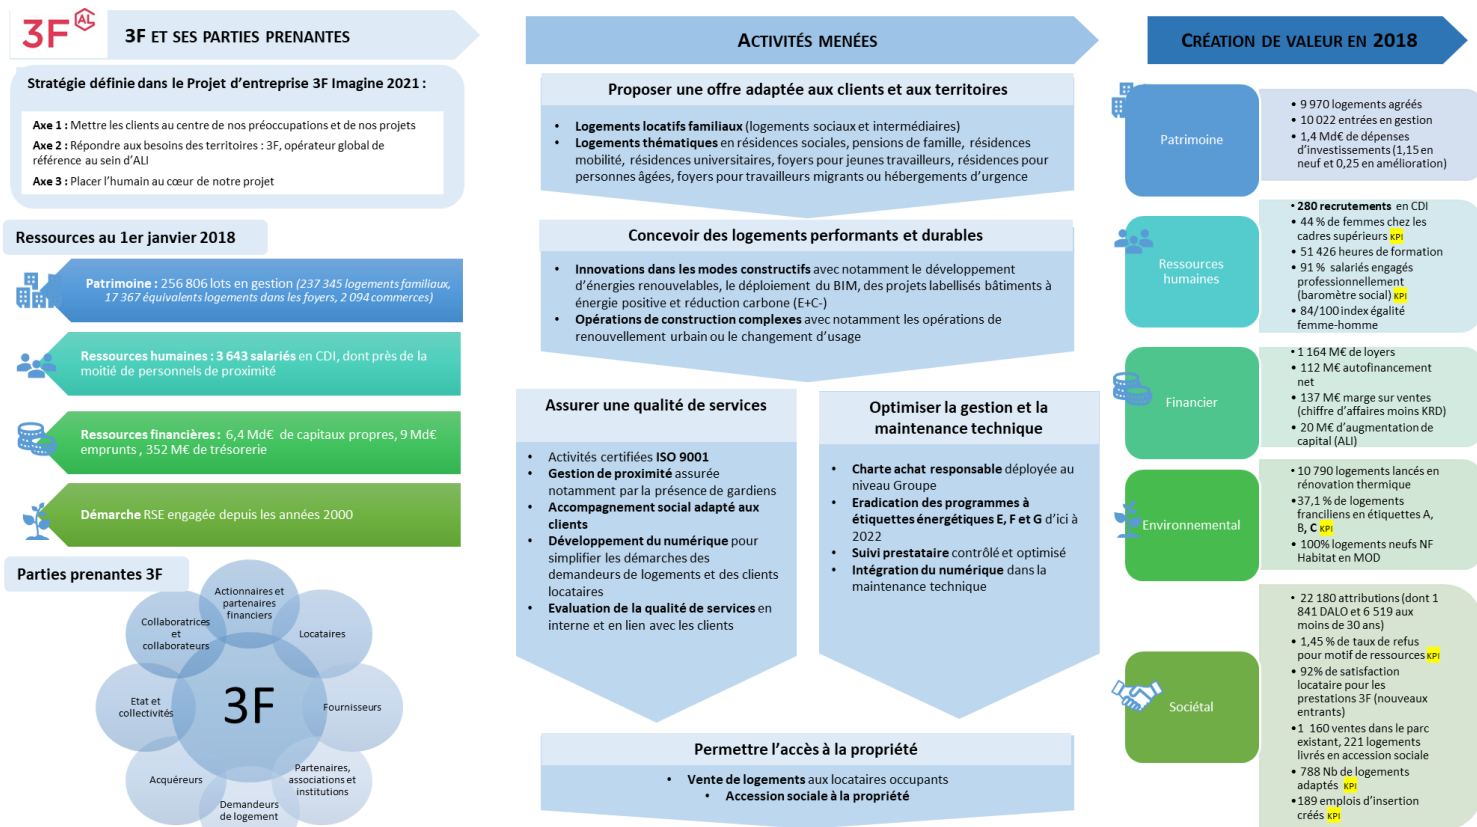 3F AL
3F ET SES PARTIES PRENANTES
Stratégie définie dans le Projet d'entreprise 3F Imagine 2021 :
Axe 1 : Mettre les clients au centre de nos préoccupations et de nos projets
Axe 2 : Répondre aux besoins des territoires : 3F, opérateur global de
référence au sein d'ALI
Axe 3 : Placer l'humain au cœur de notre projet
Ressources au 1er janvier 2018
Patrimoine : 256 806 lots en gestion (237 345 logements familiaux,
17 367 équivalents logements dans les foyers, 2 094 commerces)
Ressources humaines : 3 643 salariés en CDI, dont près de la
moitié de personnels de proximité
Ressources financières : 6,4 Md€ de capitaux propres, 9 Md€
emprunts , 352 M€ de trésorerie
Démarche RSE engagée depuis les années 2000
Parties prenantes 3F
Actionnaires et
partenaires
financiers
Locataires
Fournisseurs
Partenaires,
associations et
institutions
Demandeurs
de logement
Acquéreurs
Etat et
collectivités
Collaboratrices
et
collaborateurs
3F
ACTIVITÉS MENÉES
Proposer une offre adaptée aux clients et aux territoires
• Logements locatifs familiaux (logements sociaux et intermédiaires)
• Logements thématiques en résidences sociales, pensions de famille, résidences
mobilité, résidences universitaires, foyers pour jeunes travailleurs, résidences pour
personnes âgées, foyers pour travailleurs migrants ou hébergements d'urgence
Concevoir des logements performants et durables
• Innovations dans les modes constructifs avec notamment le développement
d'énergies renouvelables, le déploiement du BIM, des projets labellisés bâtiments à
énergie positive et réduction carbone (E+C-)
• Opérations de construction complexes avec notamment les opérations de
renouvellement urbain ou le changement d'usage
Assurer une qualité de services
• Activités certifiées ISO 9001
• Gestion de proximité assurée
notamment par la présence de gardiens
• Accompagnement social adapté aux
clients
• Développement du numérique pour
simplifier les démarches des
demandeurs de logements et des clients
locataires
• Evaluation de la qualité de services en
interne et en lien avec les clients
Optimiser la gestion et la
maintenance technique
• Charte achat responsable déployée au
niveau Groupe
• Eradication des programmes à
étiquettes énergétiques E, F et G d'ici à
2022
• Suivi prestataire contrôlé et optimisé
• Intégration du numérique dans la
maintenance technique
Permettre l'accès à la propriété
• Vente de logements aux locataires occupants
• Accession sociale à la propriété
CRÉATION DE VALEUR EN 2018
Patrimoine
• 9 970 logements agréés
• 10 022 entrées en gestion
• 1,4 Md€ de dépenses
d'investissements (1,15 en
neuf et 0,25 en amélioration)
Ressources
humaines
• 280 recrutements en CDI
• 44 % de femmes chez les
cadres supérieurs KPI
• 51 426 heures de formation
• 91 % salariés engagés
professionnellement
(baromètre social) KPI
• 84/100 index égalité
femme-homme
Financier
• 1 164 M€ de loyers
• 112 M€ autofinancement
net
• 137 M€ marge sur ventes
(chiffre d'affaires moins KRD)
• 20 M€ d'augmentation de
capital (ALI)
Environnemental
• 10 790 logements lancés en
rénovation thermique
• 37,1 % de logements
franciliens en étiquettes A,
B, C KPI
• 100% logements neufs NF
Habitat en MOD
Sociétal
• 22 180 attributions (dont 1
841 DALO et 6 519 aux
moins de 30 ans)
• 1,45 % de taux de refus
pour motif de ressources KPI
• 92% de satisfaction
locataire pour les
prestations 3F (nouveaux
entrants)
• 1 160 ventes dans le parc
existant, 221 logements
livrés en accession sociale
• 788 Nb de logements
adaptés KPI
• 189 emplois d'insertion
créés KPI